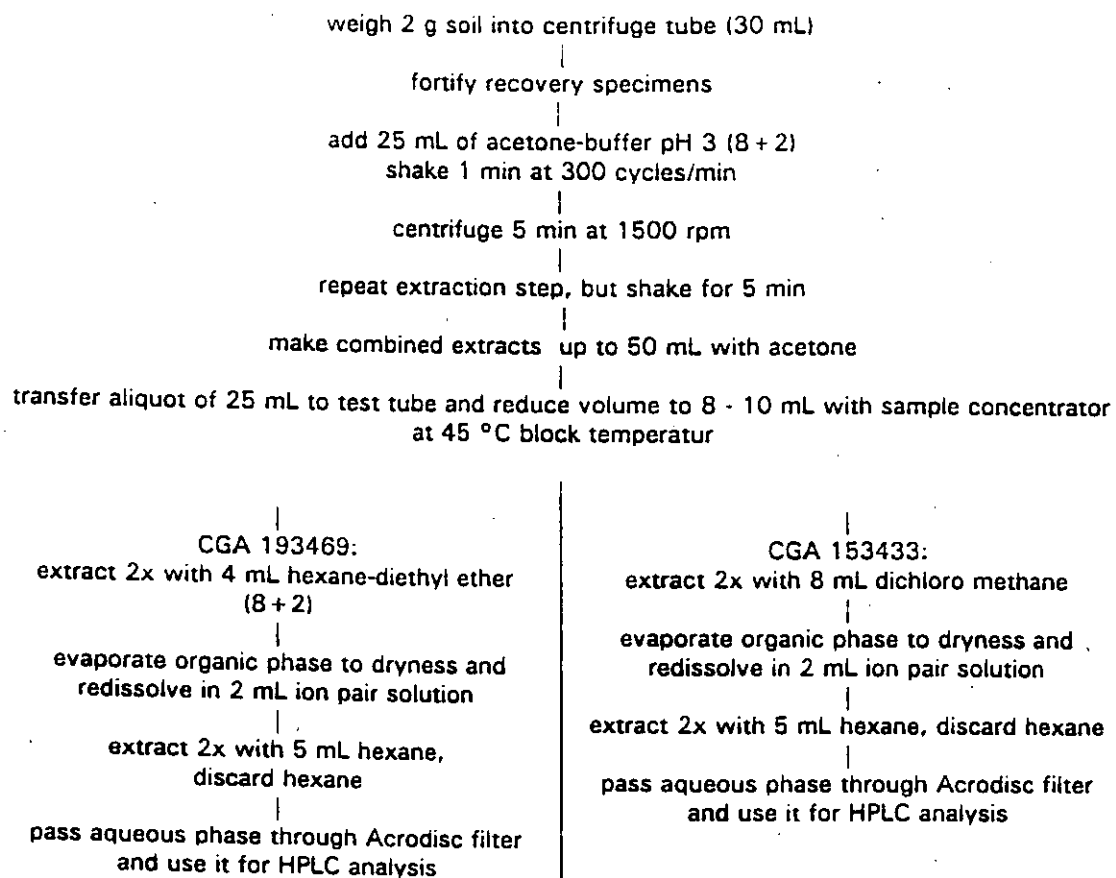 weigh 2 g soil into centrifuge tube (30 mL)
fortify recovery specimens
add 25 mL of acetone-buffer pH 3 (8 + 2)
shake 1 min at 300 cycles/min
centrifuge 5 min at 1500 rpm
repeat extraction step, but shake for 5 min
make combined extracts up to 50 mL with acetone
transfer aliquot of 25 mL to test tube and reduce volume to 8 - 10 mL with sample concentrator
at 45 °C block temperatur
CGA 193469:
extract 2x with 4 mL hexane-diethyl ether
(8 + 2)
evaporate organic phase to dryness and
redissolve in 2 mL ion pair solution
extract 2x with 5 mL hexane,
discard hexane
pass aqueous phase through Acrodisc filter
and use it for HPLC analysis
CGA 153433:
extract 2x with 8 mL dichloro methane
evaporate organic phase to dryness and
redissolve in 2 mL ion pair solution
extract 2x with 5 mL hexane, discard hexane
pass aqueous phase through Acrodisc filter
and use it for HPLC analysis